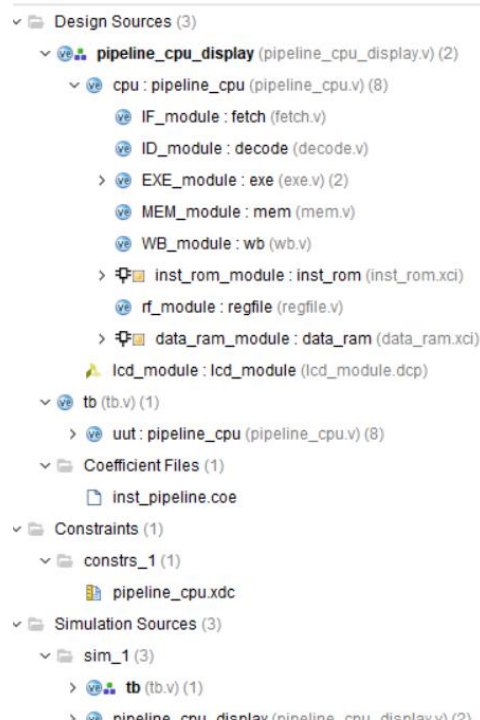 Design Sources (3)
pipeline_cpu_display (pipeline_cpu_display.v) (2)
cpu : pipeline_cpu (pipeline_cpu.v) (8)
IF_module : fetch (fetch.v)
ID_module : decode (decode.v)
EXE_module : exe (exe.v) (2)
MEM_module : mem (mem.v)
WB_module : wb (wb.v)
inst_rom_module : inst_rom (inst_rom.xci)
rf_module : regfile (regfile.v)
data_ram_module : data_ram (data_ram.xci)
lcd_module : lcd_module (lcd_module.dcp)
tb (tb.v) (1)
uut : pipeline_cpu (pipeline_cpu.v) (8)
Coefficient Files (1)
inst_pipeline.coe
Constraints (1)
constrs_1 (1)
pipeline_cpu.xdc
Simulation Sources (3)
sim_1 (3)
tb (tb.v) (1)
pipeline_cpu_display (pipeline_cpu_display.v) (2)